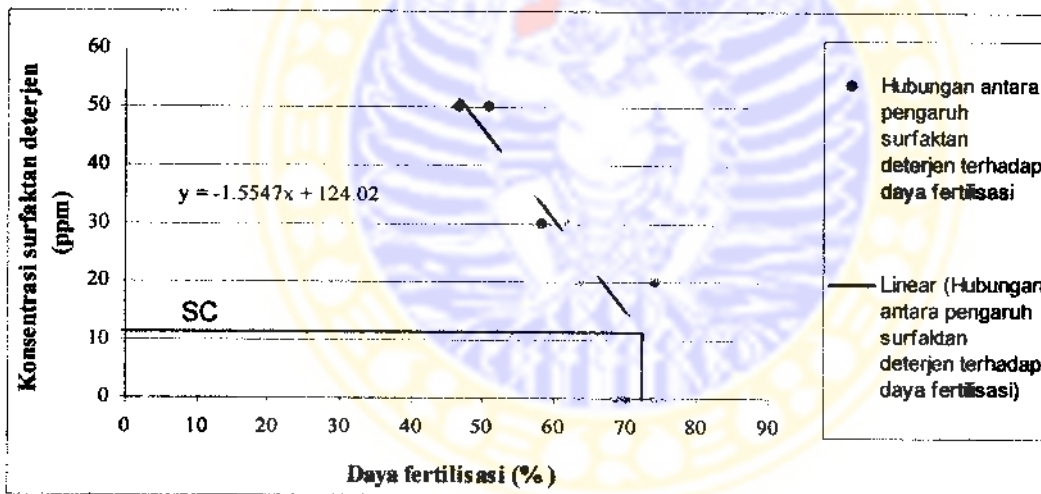 60
50
40
30
20
10
0
Konsentrasi surfaktan deterjen
(ppm)
y = -1.5547x + 124.02
SC
0 10 20 30 40 50 60 70 80 90
Daya fertilisasi (%)
Hubungan antara
pengaruh
surfaktan
deterjen terhadap
daya fertilisasi
Linear (Hubungan
antara pengaruh
surfaktan
deterjen terhadap
daya fertilisasi)